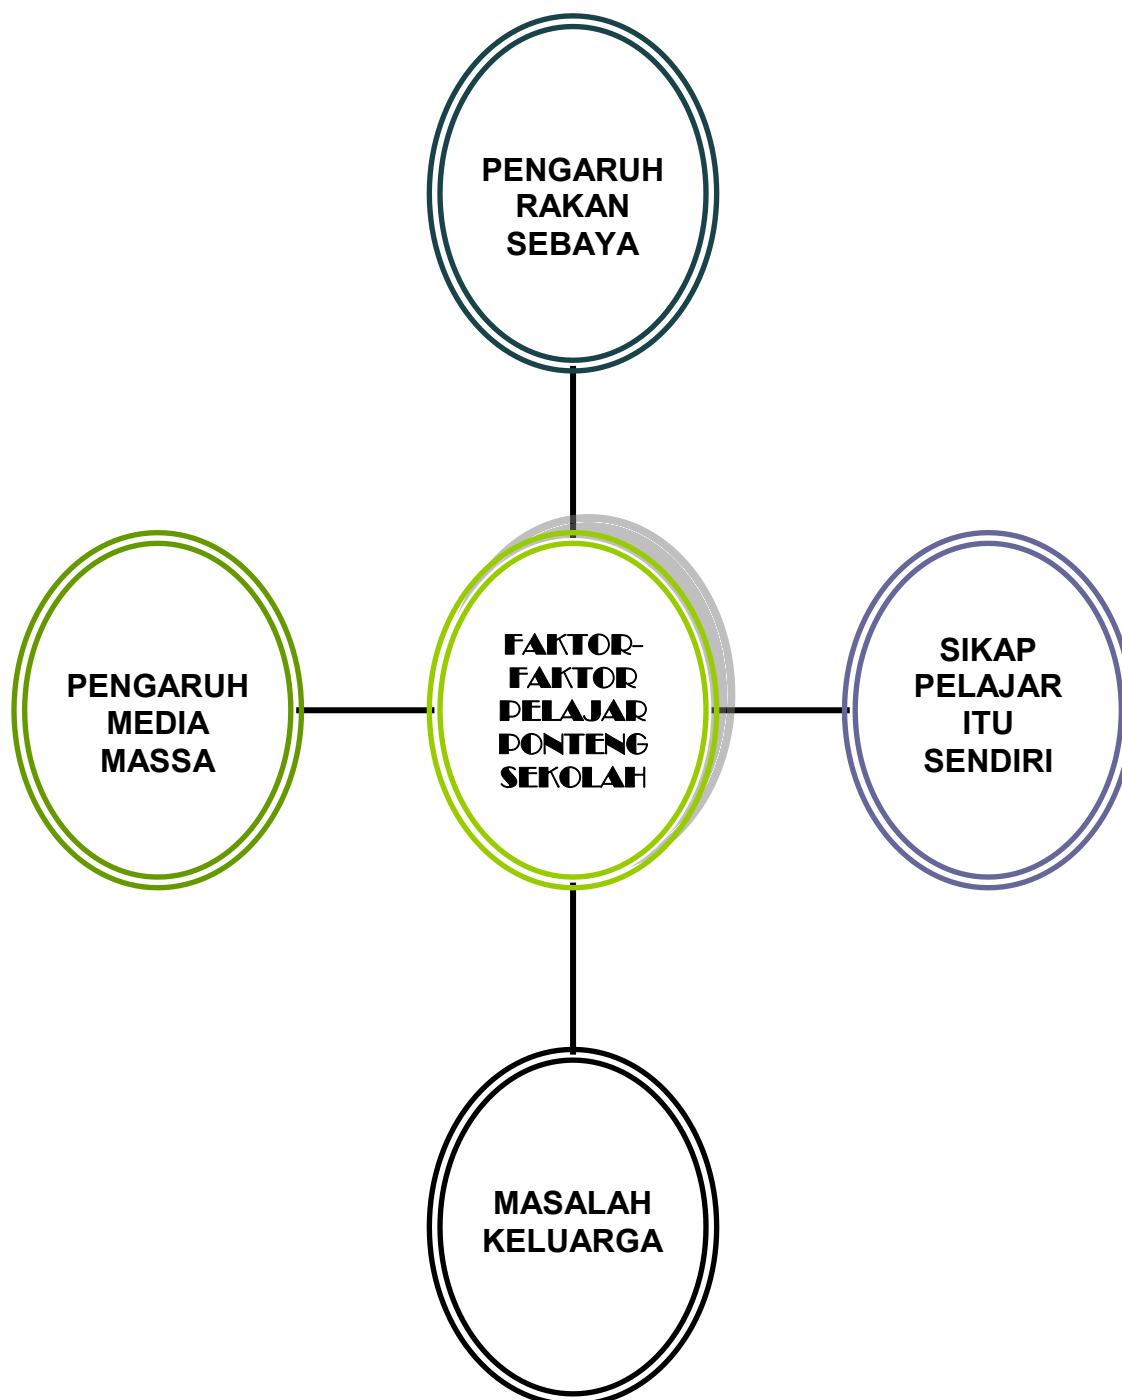 PENGARUH
RAKAN
SEBAYA
PENGARUH
MEDIA
MASSA
FAKTOR-
FAKTOR
PELAJAR
PONTENG
SEKOLAH
SIKAP
PELAJAR
ITU
SENDIRI
MASALAH
KELUARGA